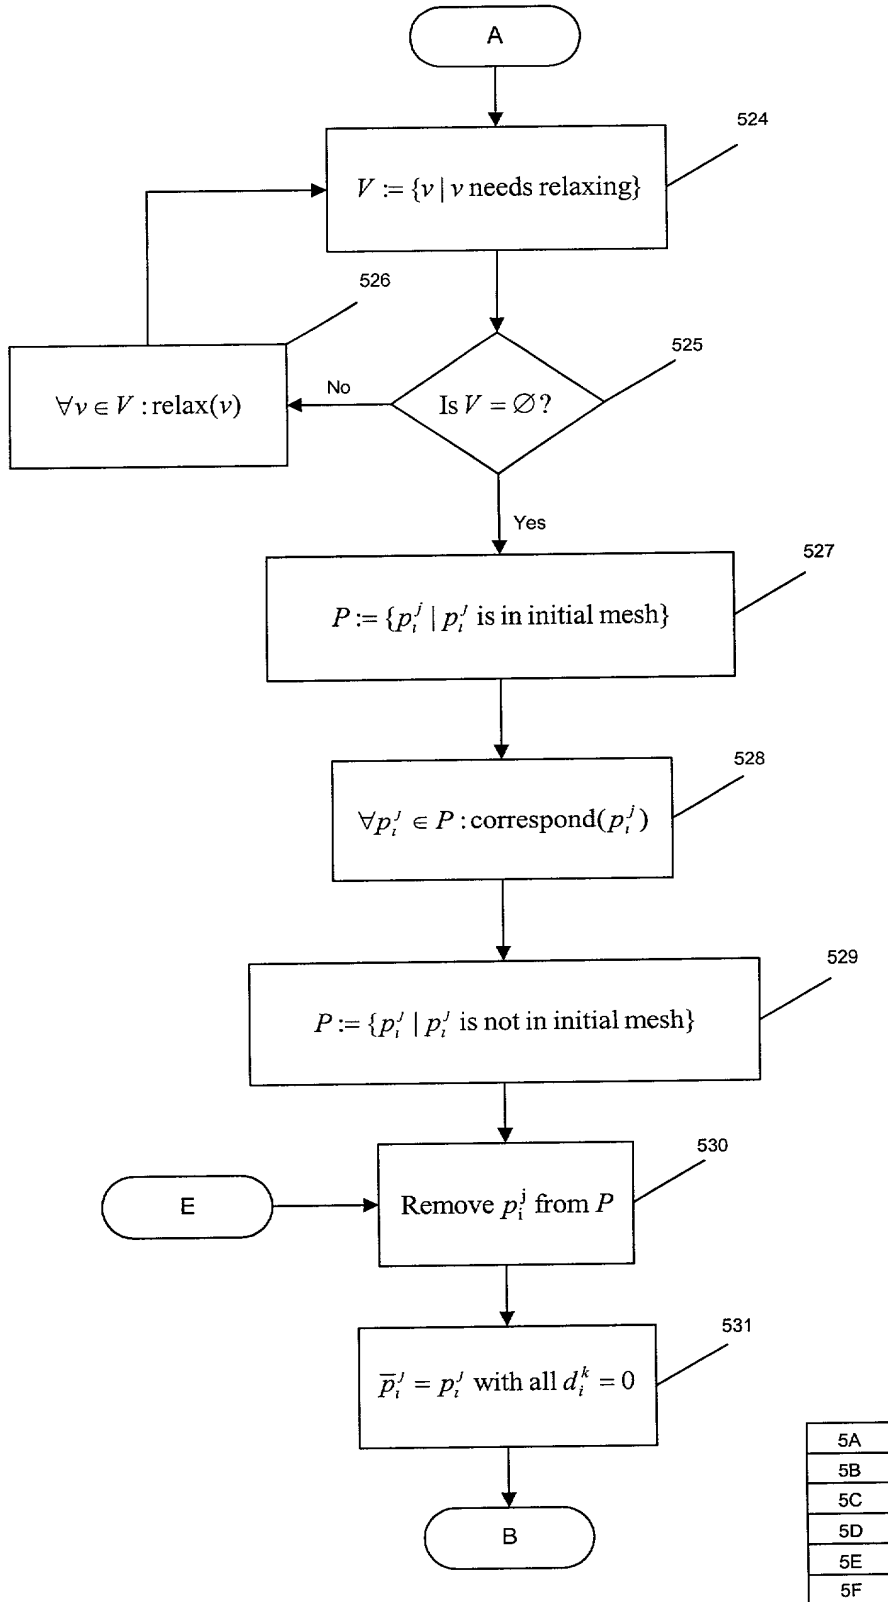 A
524
V := {v | v needs relaxing}
526
525
∀v ∈ V : relax(v)
No
Is V = ∅?
Yes
527
P := {p_i^j | p_i^j is in initial mesh}
528
∀p_i^j ∈ P : correspond(p_i^j)
529
P := {p_i^j | p_i^j is not in initial mesh}
530
E
Remove p_i^j from P
531
p̅_i^j = p_i^j with all d_i^k = 0
B
5A
5B
5C
5D
5E
5F